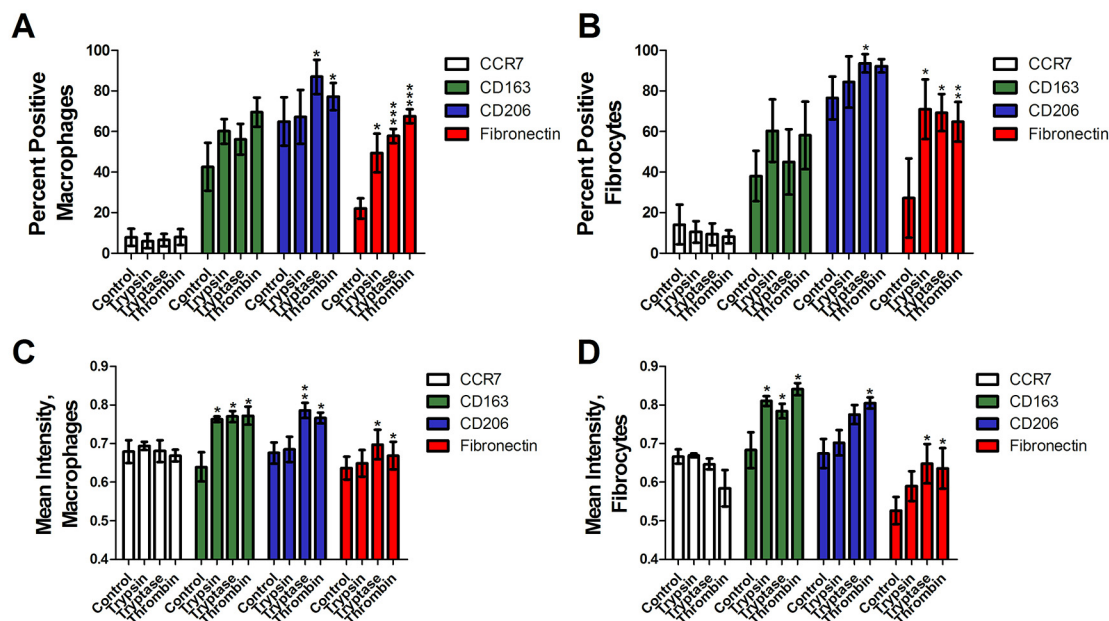 A
Percent Positive
Macrophages
100
80
60
40
20
0
* * * * * * * * * *
CCR7
CD163
CD206
Fibronectin
Control Trypsin Tryptase Thrombin Control Trypsin Tryptase Thrombin Control Trypsin Tryptase Thrombin Control Trypsin Tryptase Thrombin
B
Percent Positive
Fibrocytes
100
80
60
40
20
0
* * * **
CCR7
CD163
CD206
Fibronectin
Control Trypsin Tryptase Thrombin Control Trypsin Tryptase Thrombin Control Trypsin Tryptase Thrombin Control Trypsin Tryptase Thrombin
C
Mean Intensity,
Macrophages
0.9
0.8
0.7
0.6
0.5
0.4
* * * ** * * *
CCR7
CD163
CD206
Fibronectin
Control Trypsin Tryptase Thrombin Control Trypsin Tryptase Thrombin Control Trypsin Tryptase Thrombin Control Trypsin Tryptase Thrombin
D
Mean Intensity,
Fibrocytes
0.9
0.8
0.7
0.6
0.5
0.4
* * * * * *
CCR7
CD163
CD206
Fibronectin
Control Trypsin Tryptase Thrombin Control Trypsin Tryptase Thrombin Control Trypsin Tryptase Thrombin Control Trypsin Tryptase Thrombin